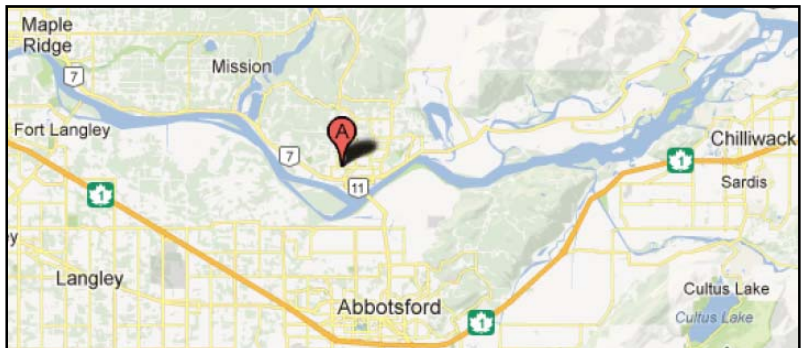 Maple
Ridge
7
Mission
Fort Langley
A
7
11
Chilliwack
1
Sardis
1
Langley
Abbotsford
1
Cultus Lake
Cultus Lake